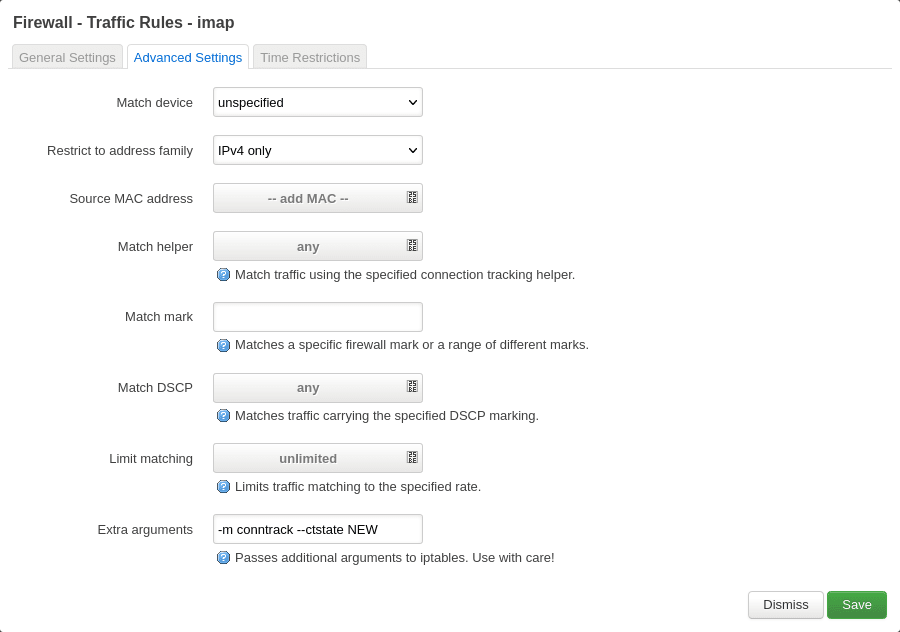 Firewall - Traffic Rules - imap
General Settings Advanced Settings Time Restrictions
Match device unspecified
Restrict to address family IPv4 only
Source MAC address -- add MAC --
Match helper any
Match traffic using the specified connection tracking helper.
Match mark
Matches a specific firewall mark or a range of different marks.
Match DSCP any
Matches traffic carrying the specified DSCP marking.
Limit matching unlimited
Limits traffic matching to the specified rate.
Extra arguments -m conntrack --ctstate NEW
Passes additional arguments to iptables. Use with care!
Dismiss Save